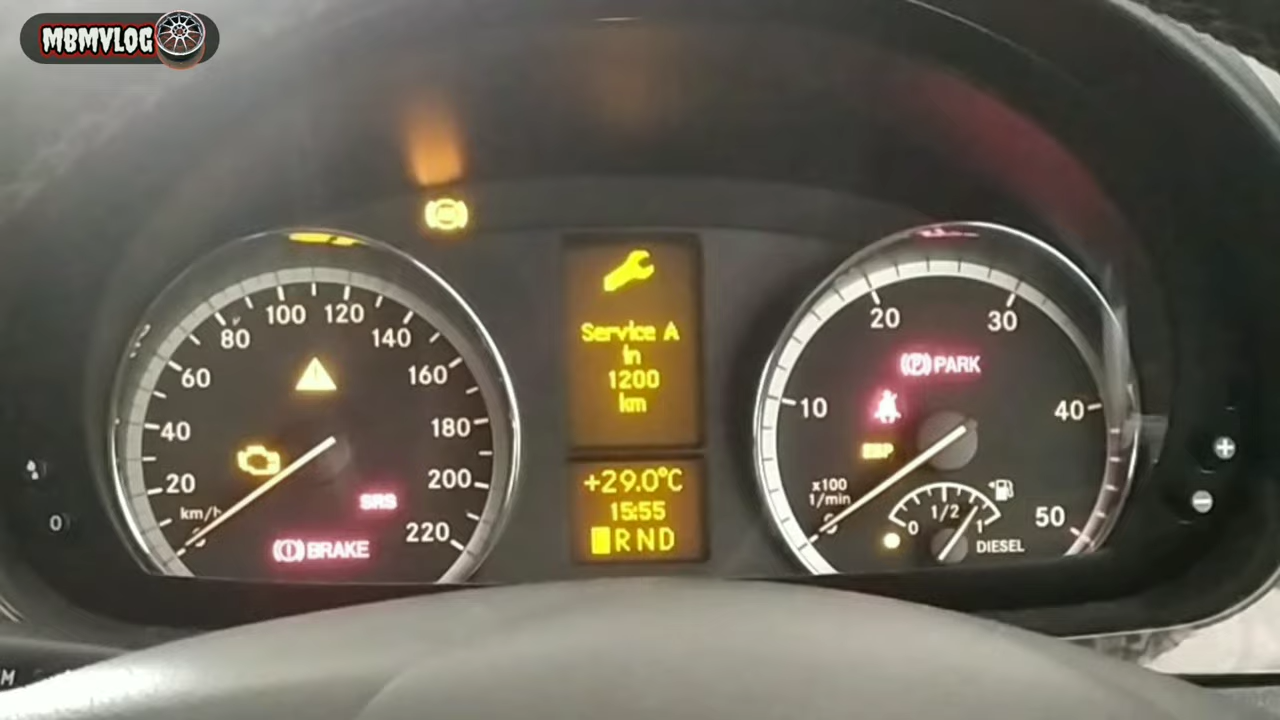 MBMVLOG
20
40
60
80
100
120
140
160
180
200
220
km/h
SRS
BRAKE
0
Service A
in
1200
km
+29.0°C
15:55
RND
10
20
30
40
50
x100
1/min
0
P PARK
ESP
0
1/2
1
DIESEL
+
-
M